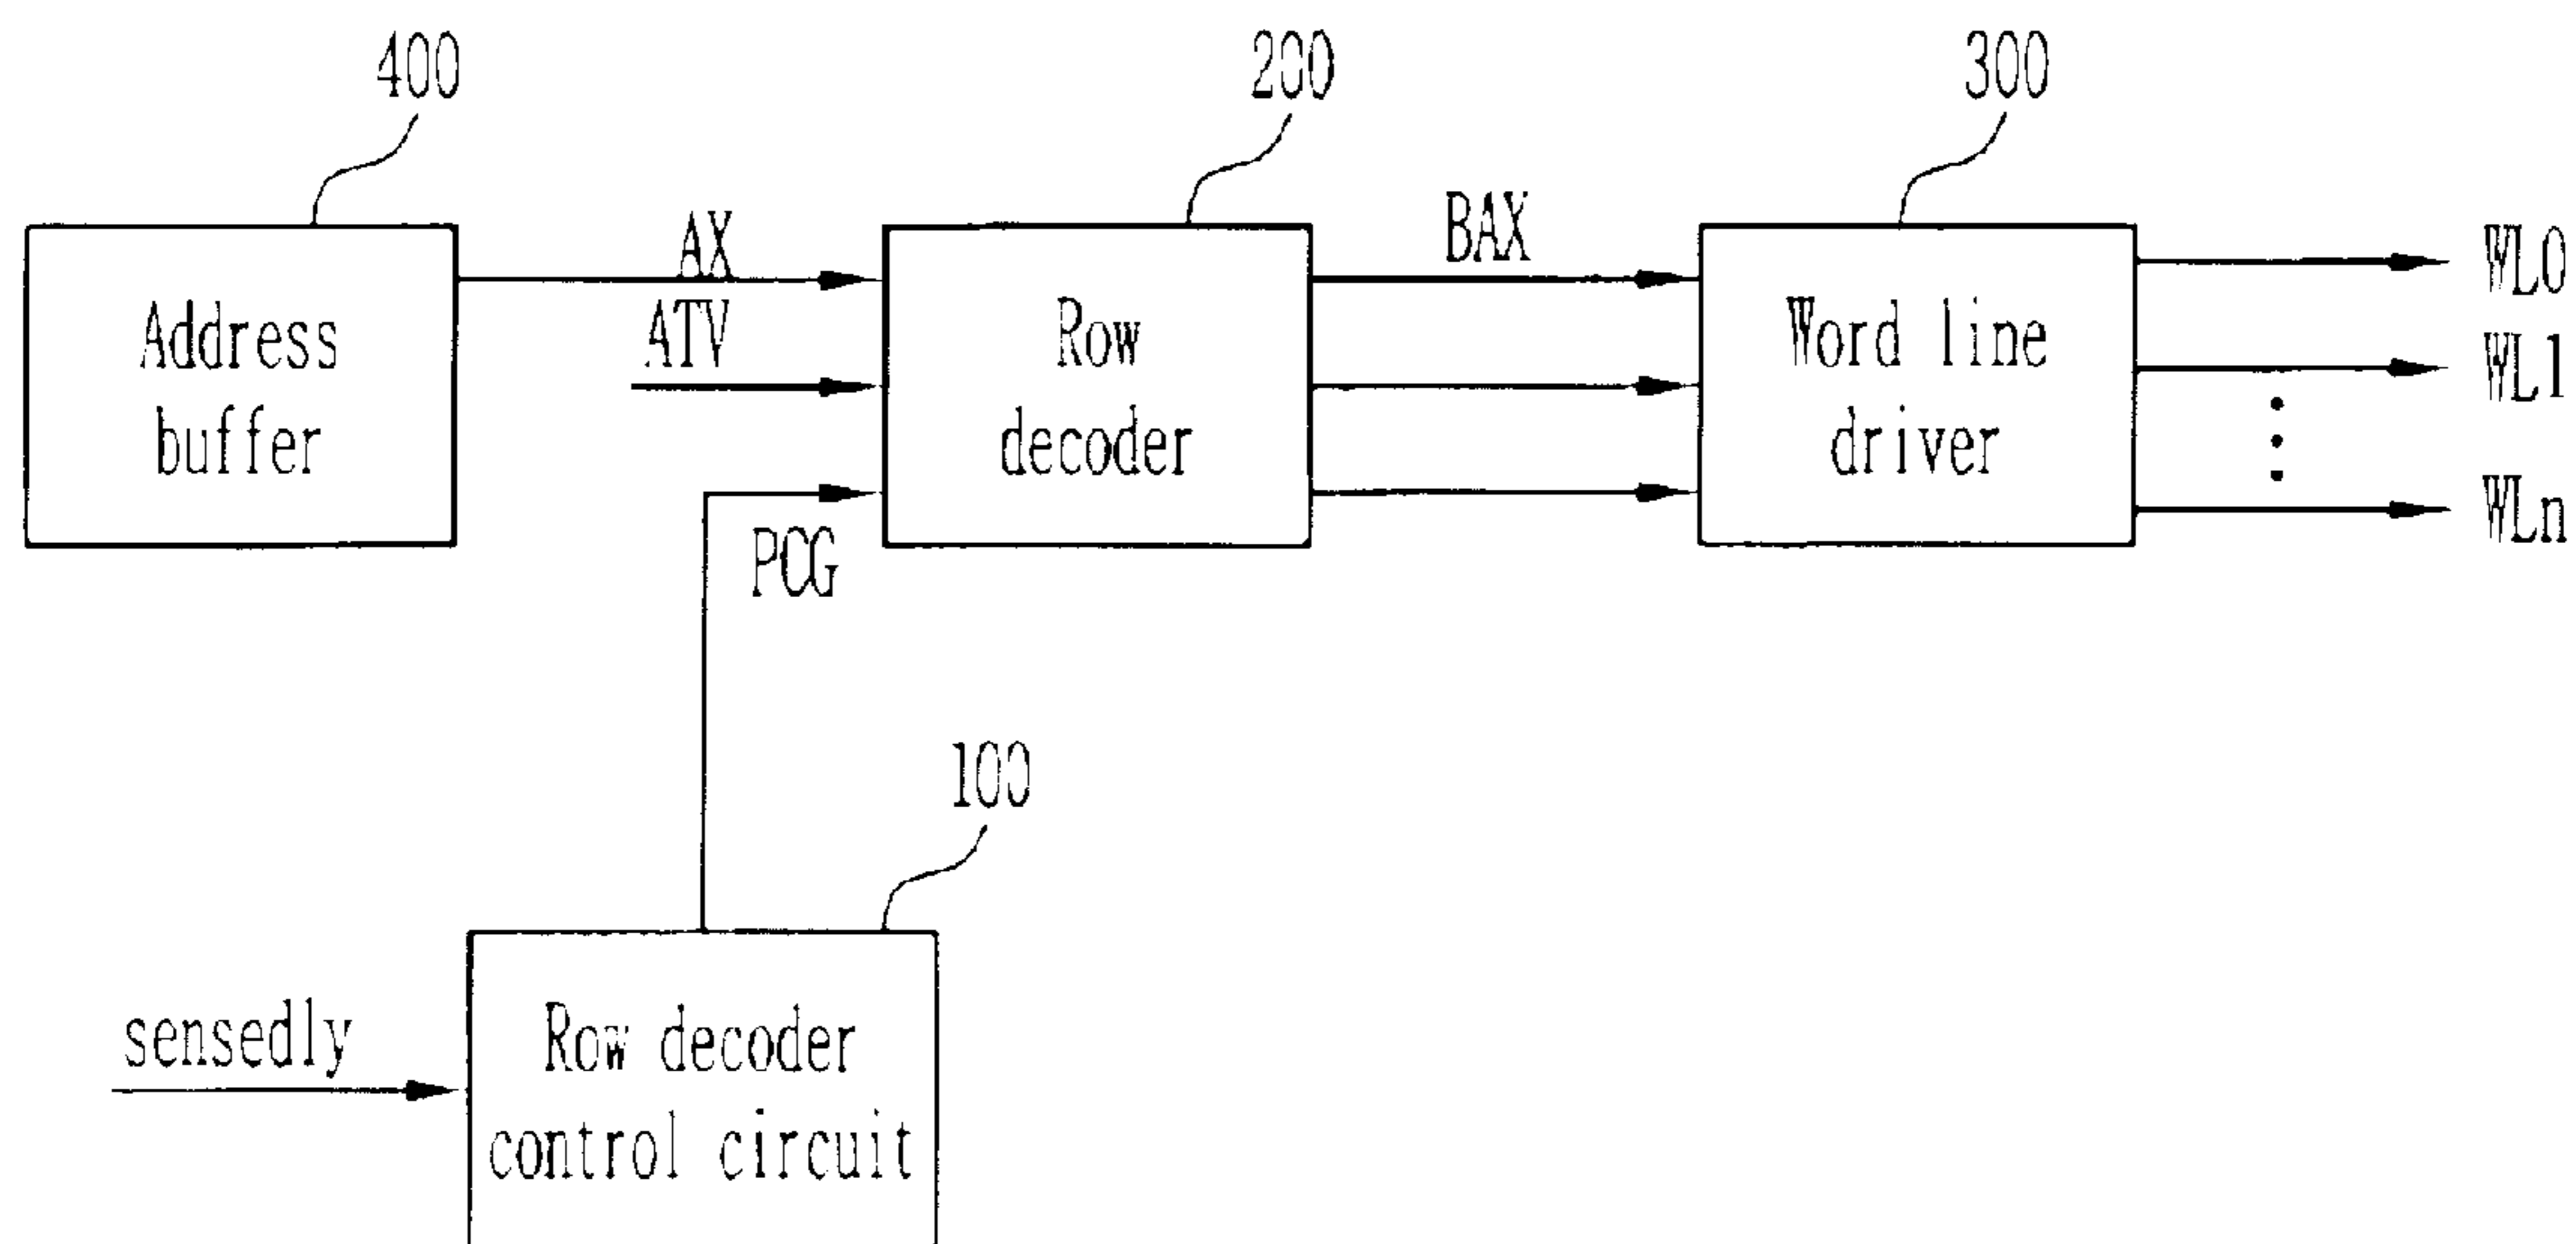 400
200
300
AX
BAX
WL0
ATV
Address
buffer
Row
decoder
Word line
driver
WL1
WLn
PCG
100
sensedly
Row decoder
control circuit